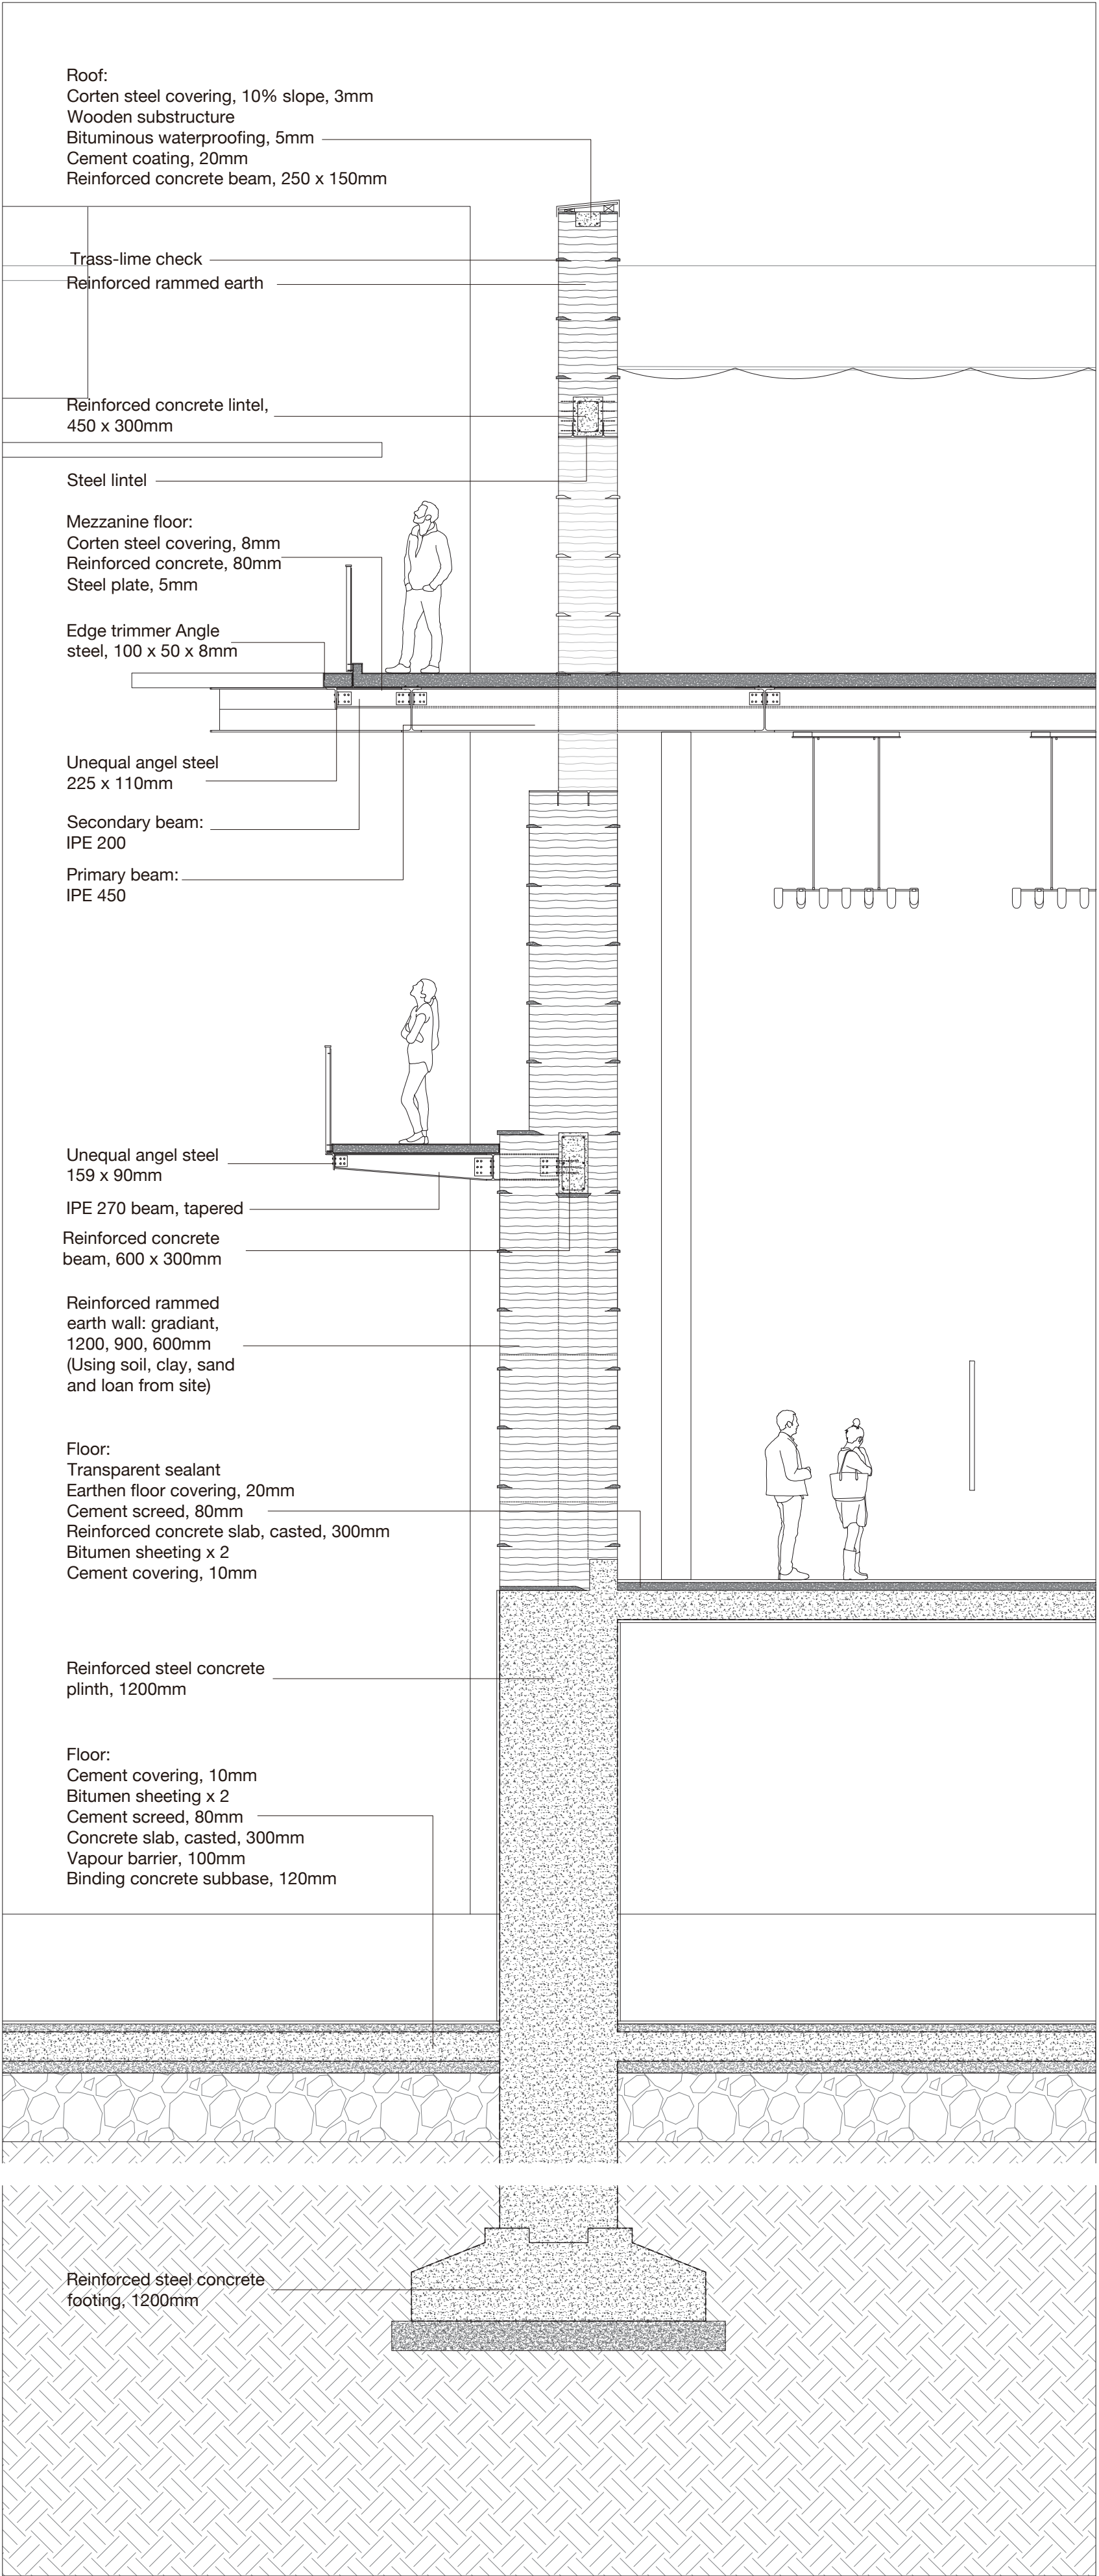 Roof:
Corten steel covering, 10% slope, 3mm
Wooden substructure
Bituminous waterproofing, 5mm
Cement coating, 20mm
Reinforced concrete beam, 250 x 150mm
Trass-lime check
Reinforced rammed earth
Reinforced concrete lintel,
450 x 300mm
Steel lintel
Mezzanine floor:
Corten steel covering, 8mm
Reinforced concrete, 80mm
Steel plate, 5mm
Edge trimmer Angle
steel, 100 x 50 x 8mm
Unequal angel steel
225 x 110mm
Secondary beam:
IPE 200
Primary beam:
IPE 450
Unequal angel steel
159 x 90mm
IPE 270 beam, tapered
Reinforced concrete
beam, 600 x 300mm
Reinforced rammed
earth wall: gradiant,
1200, 900, 600mm
(Using soil, clay, sand
and loan from site)
Floor:
Transparent sealant
Earthen floor covering, 20mm
Cement screed, 80mm
Reinforced concrete slab, casted, 300mm
Bitumen sheeting x 2
Cement covering, 10mm
Reinforced steel concrete
plinth, 1200mm
Floor:
Cement covering, 10mm
Bitumen sheeting x 2
Cement screed, 80mm
Concrete slab, casted, 300mm
Vapour barrier, 100mm
Binding concrete subbase, 120mm
Reinforced steel concrete
footing, 1200mm